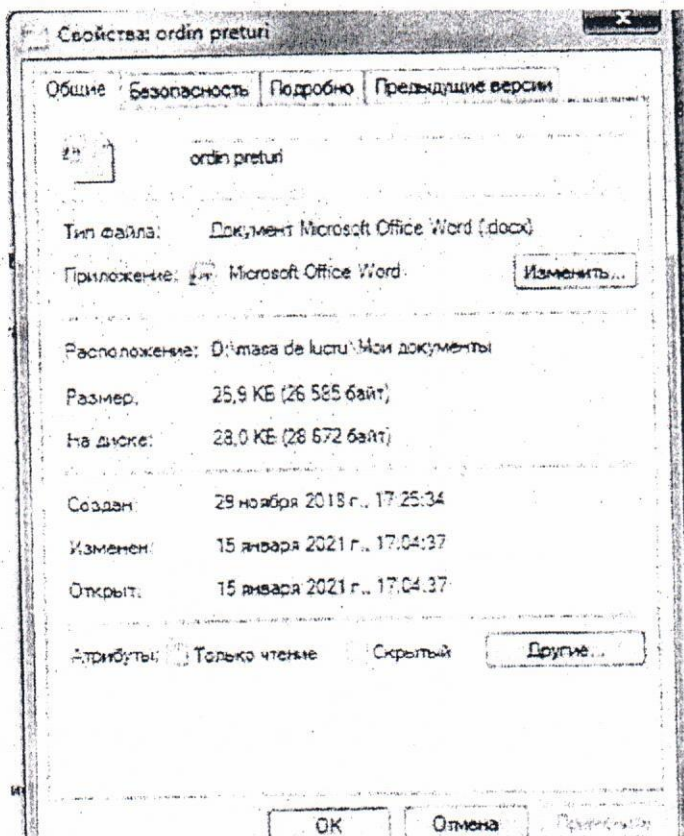 Свойства: ordin preturi
Общие Безопасность Подробно Предыдущие версии
ordin preturi
Тип файла: Документ Microsoft Office Word (.docx)
Приложение: Microsoft Office Word Изменить...
Расположение: D:\masa de lucru\Мои документы
Размер: 25,9 КБ (26 585 байт)
На диске: 28,0 КБ (28 672 байт)
Создан: 29 ноября 2018 г., 17:25:34
Изменен: 15 января 2021 г., 17:04:37
Открыт: 15 января 2021 г., 17:04:37
Атрибуты: Только чтение Скрытый Другие...
OK Отмена